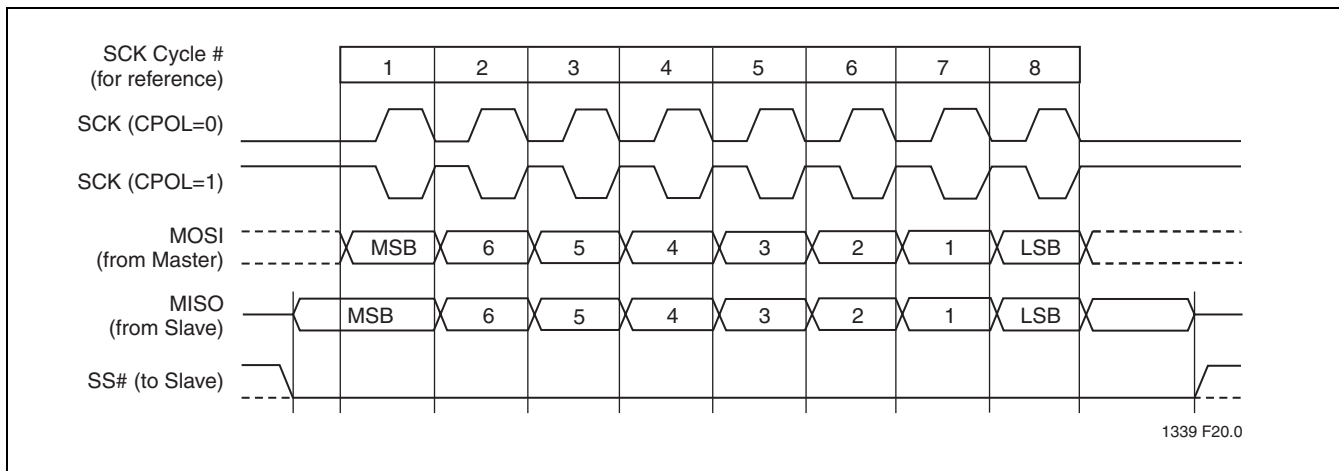 SCK Cycle #
(for reference)
1 2 3 4 5 6 7 8
SCK (CPOL=0)
SCK (CPOL=1)
MOSI
(from Master)
MSB 6 5 4 3 2 1 LSB
MISO
(from Slave)
MSB 6 5 4 3 2 1 LSB
SS# (to Slave)
1339 F20.0